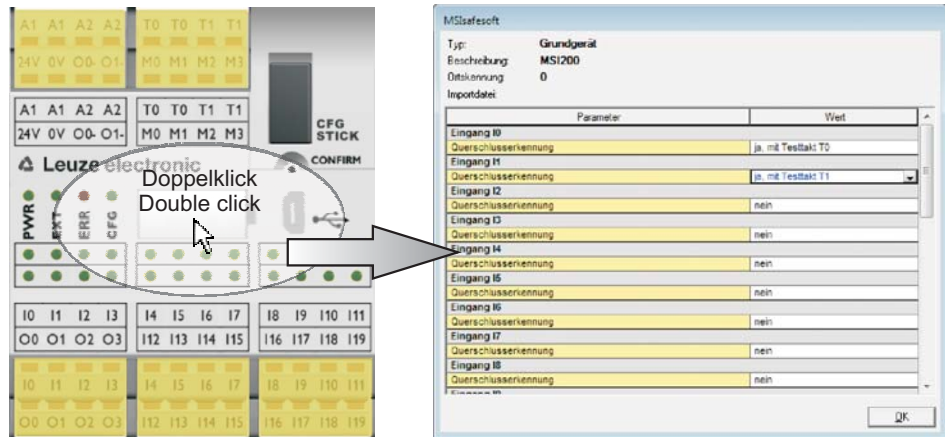 A1 A1 A2 A2 T0 T0 T1 T1
24V 0V O0- O1- M0 M1 M2 M3
A1 A1 A2 A2 T0 T0 T1 T1
24V 0V O0- O1- M0 M1 M2 M3
CFG
STICK
CONFIRM
Leuze electronic
Doppelklick
Double click
PWR EXT ERR CFG
I0 I1 I2 I3 I4 I5 I6 I7 I8 I9 I10 I11
O0 O1 O2 O3 I12 I13 I14 I15 I16 I17 I18 I19
I0 I1 I2 I3 I4 I5 I6 I7 I8 I9 I10 I11
O0 O1 O2 O3 I12 I13 I14 I15 I16 I17 I18 I19
MSIsafesoft
Typ: Grundgerät
Beschreibung: MSI200
Ortskennung: 0
Importdatei:
Parameter Wert
Eingang I0
Querschlusserkennung ja, mit Testtakt T0
Eingang I1
Querschlusserkennung ja, mit Testtakt T1
Eingang I2
Querschlusserkennung nein
Eingang I3
Querschlusserkennung nein
Eingang I4
Querschlusserkennung nein
Eingang I5
Querschlusserkennung nein
Eingang I6
Querschlusserkennung nein
Eingang I7
Querschlusserkennung nein
Eingang I8
Querschlusserkennung nein
OK